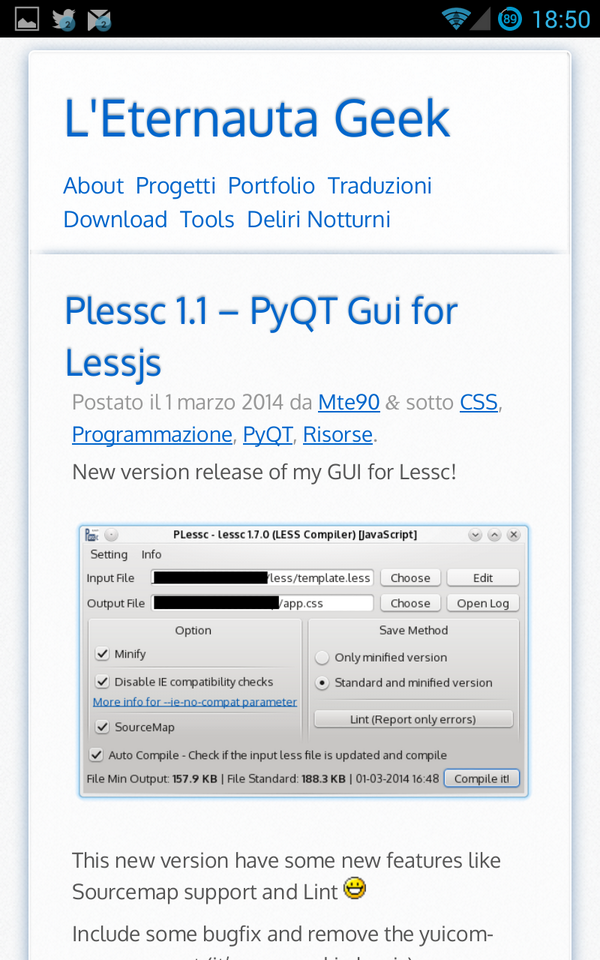 89 18:50
L'Eternauta Geek
About Progetti Portfolio Traduzioni
Download Tools Deliri Notturni
Plessc 1.1 – PyQT Gui for
Lessjs
Postato il 1 marzo 2014 da Mte90 & sotto CSS,
Programmazione, PyQT, Risorse.
New version release of my GUI for Lessc!
PLessc - lessc 1.7.0 (LESS Compiler) [JavaScript]
Setting Info
Input File /less/template.less Choose Edit
Output File /app.css Choose Open Log
Option Save Method
Minify
Only minified version
Disable IE compatibility checks
Standard and minified version
More info for --ie-no-compat parameter
Lint (Report only errors)
SourceMap
Auto Compile - Check if the input less file is updated and compile
File Min Output: 157.9 KB | File Standard: 188.3 KB | 01-03-2014 16:48 Compile it!
This new version have some new features like
Sourcemap support and Lint
Include some bugfix and remove the yuicom-